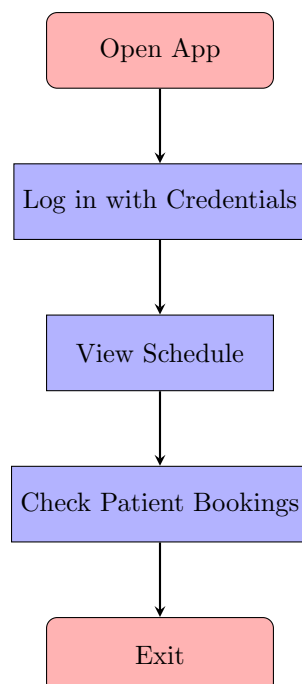 Open App
Log in with Credentials
View Schedule
Check Patient Bookings
Exit